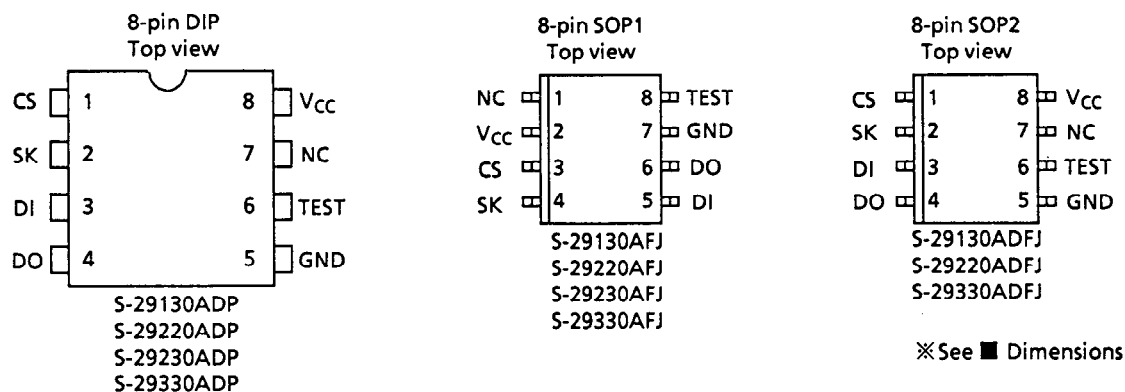 8-pin DIP
Top view
CS 1 8 VCC
SK 2 7 NC
DI 3 6 TEST
DO 4 5 GND
S-29130ADP
S-29220ADP
S-29230ADP
S-29330ADP
8-pin SOP1
Top view
NC 1 8 TEST
VCC 2 7 GND
CS 3 6 DO
SK 4 5 DI
S-29130AFJ
S-29220AFJ
S-29230AFJ
S-29330AFJ
8-pin SOP2
Top view
CS 1 8 VCC
SK 2 7 NC
DI 3 6 TEST
DO 4 5 GND
S-29130ADFJ
S-29220ADFJ
S-29330ADFJ
※See ■ Dimensions